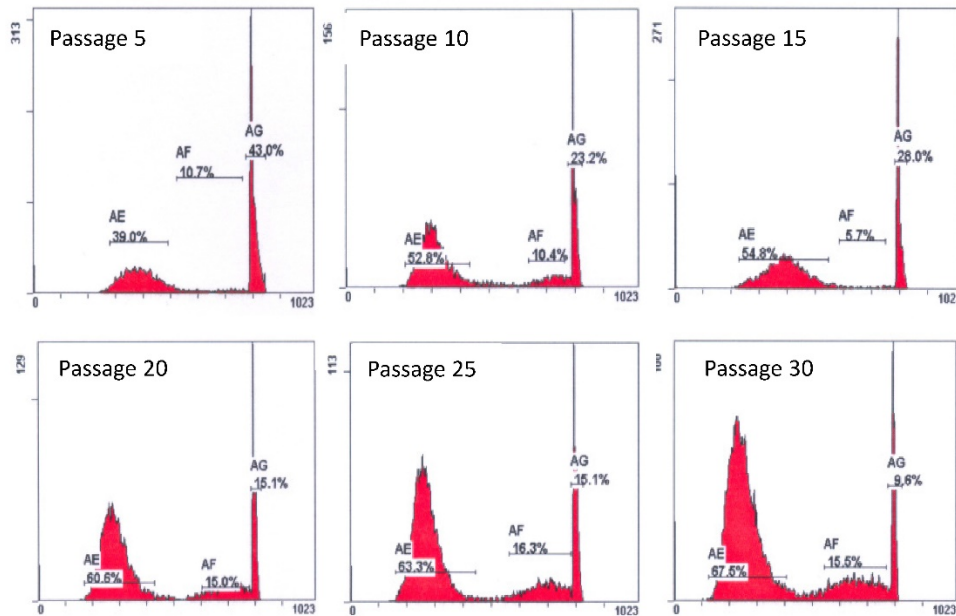 313
Passage 5
AE
39.0%
AF
10.7%
AG
43.0%
0
1023
156
Passage 10
AE
52.8%
AF
10.4%
AG
23.2%
0
1023
271
Passage 15
AE
54.8%
AF
5.7%
AG
28.0%
0
129
Passage 20
AE
60.6%
AF
15.0%
AG
15.1%
0
1023
113
Passage 25
AE
63.3%
AF
16.3%
AG
15.1%
0
1023
Passage 30
AE
67.5%
AF
15.5%
AG
9.6%
0
1023